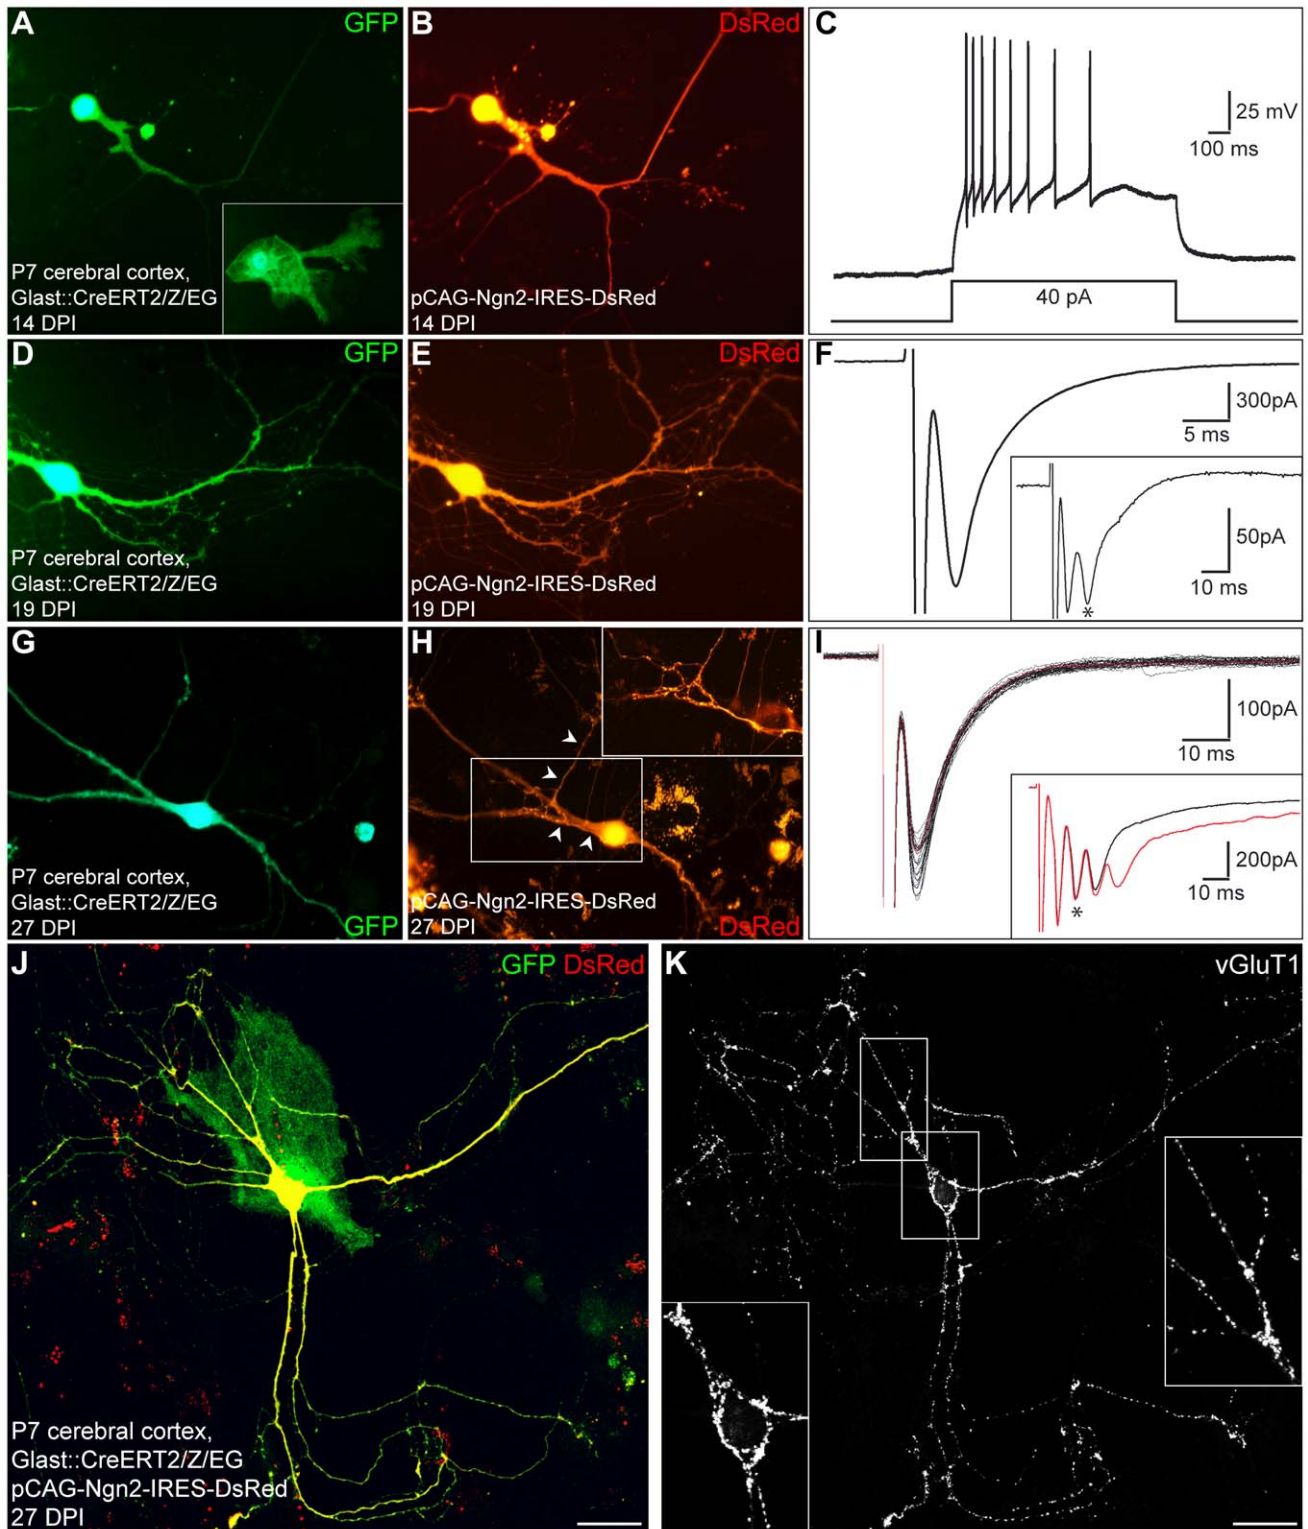 A
GFP
P7 cerebral cortex,
Glast::CreERT2/Z/EG
14 DPI
B
DsRed
pCAG-Ngn2-IRES-DsRed
14 DPI
C
25 mV
100 ms
40 pA
D
GFP
P7 cerebral cortex,
Glast::CreERT2/Z/EG
19 DPI
E
DsRed
pCAG-Ngn2-IRES-DsRed
19 DPI
F
300pA
5 ms
50pA
10 ms
*
G
P7 cerebral cortex,
Glast::CreERT2/Z/EG
27 DPI
GFP
H
pCAG-Ngn2-IRES-DsRed
27 DPI
DsRed
I
100pA
10 ms
200pA
10 ms
*
J
GFP DsRed
P7 cerebral cortex,
Glast::CreERT2/Z/EG
pCAG-Ngn2-IRES-DsRed
27 DPI
K
vGluT1